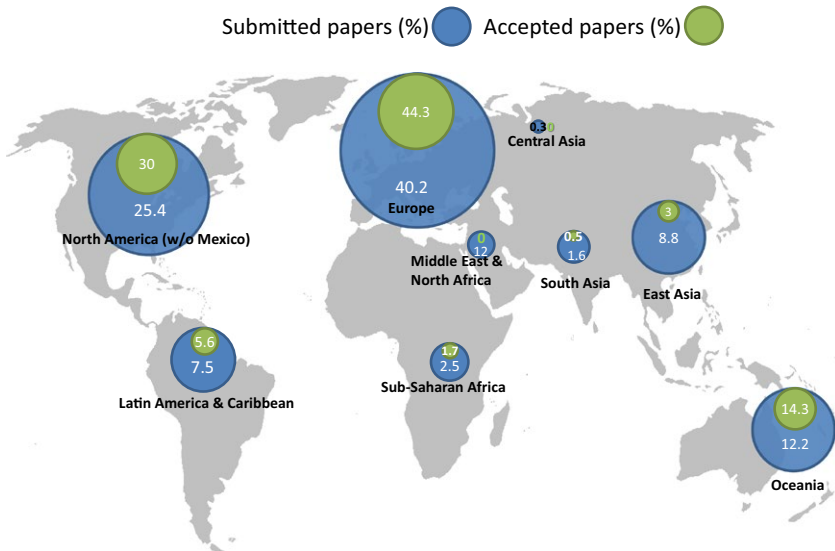 Submitted papers (%)
Accepted papers (%)
44.3
40.2
Europe
0.3
0
Central Asia
30
25.4
North America (w/o Mexico)
0
12
Middle East &
North Africa
0.5
1.6
South Asia
3
8.8
East Asia
5.6
7.5
Latin America & Caribbean
1.7
2.5
Sub-Saharan Africa
14.3
12.2
Oceania